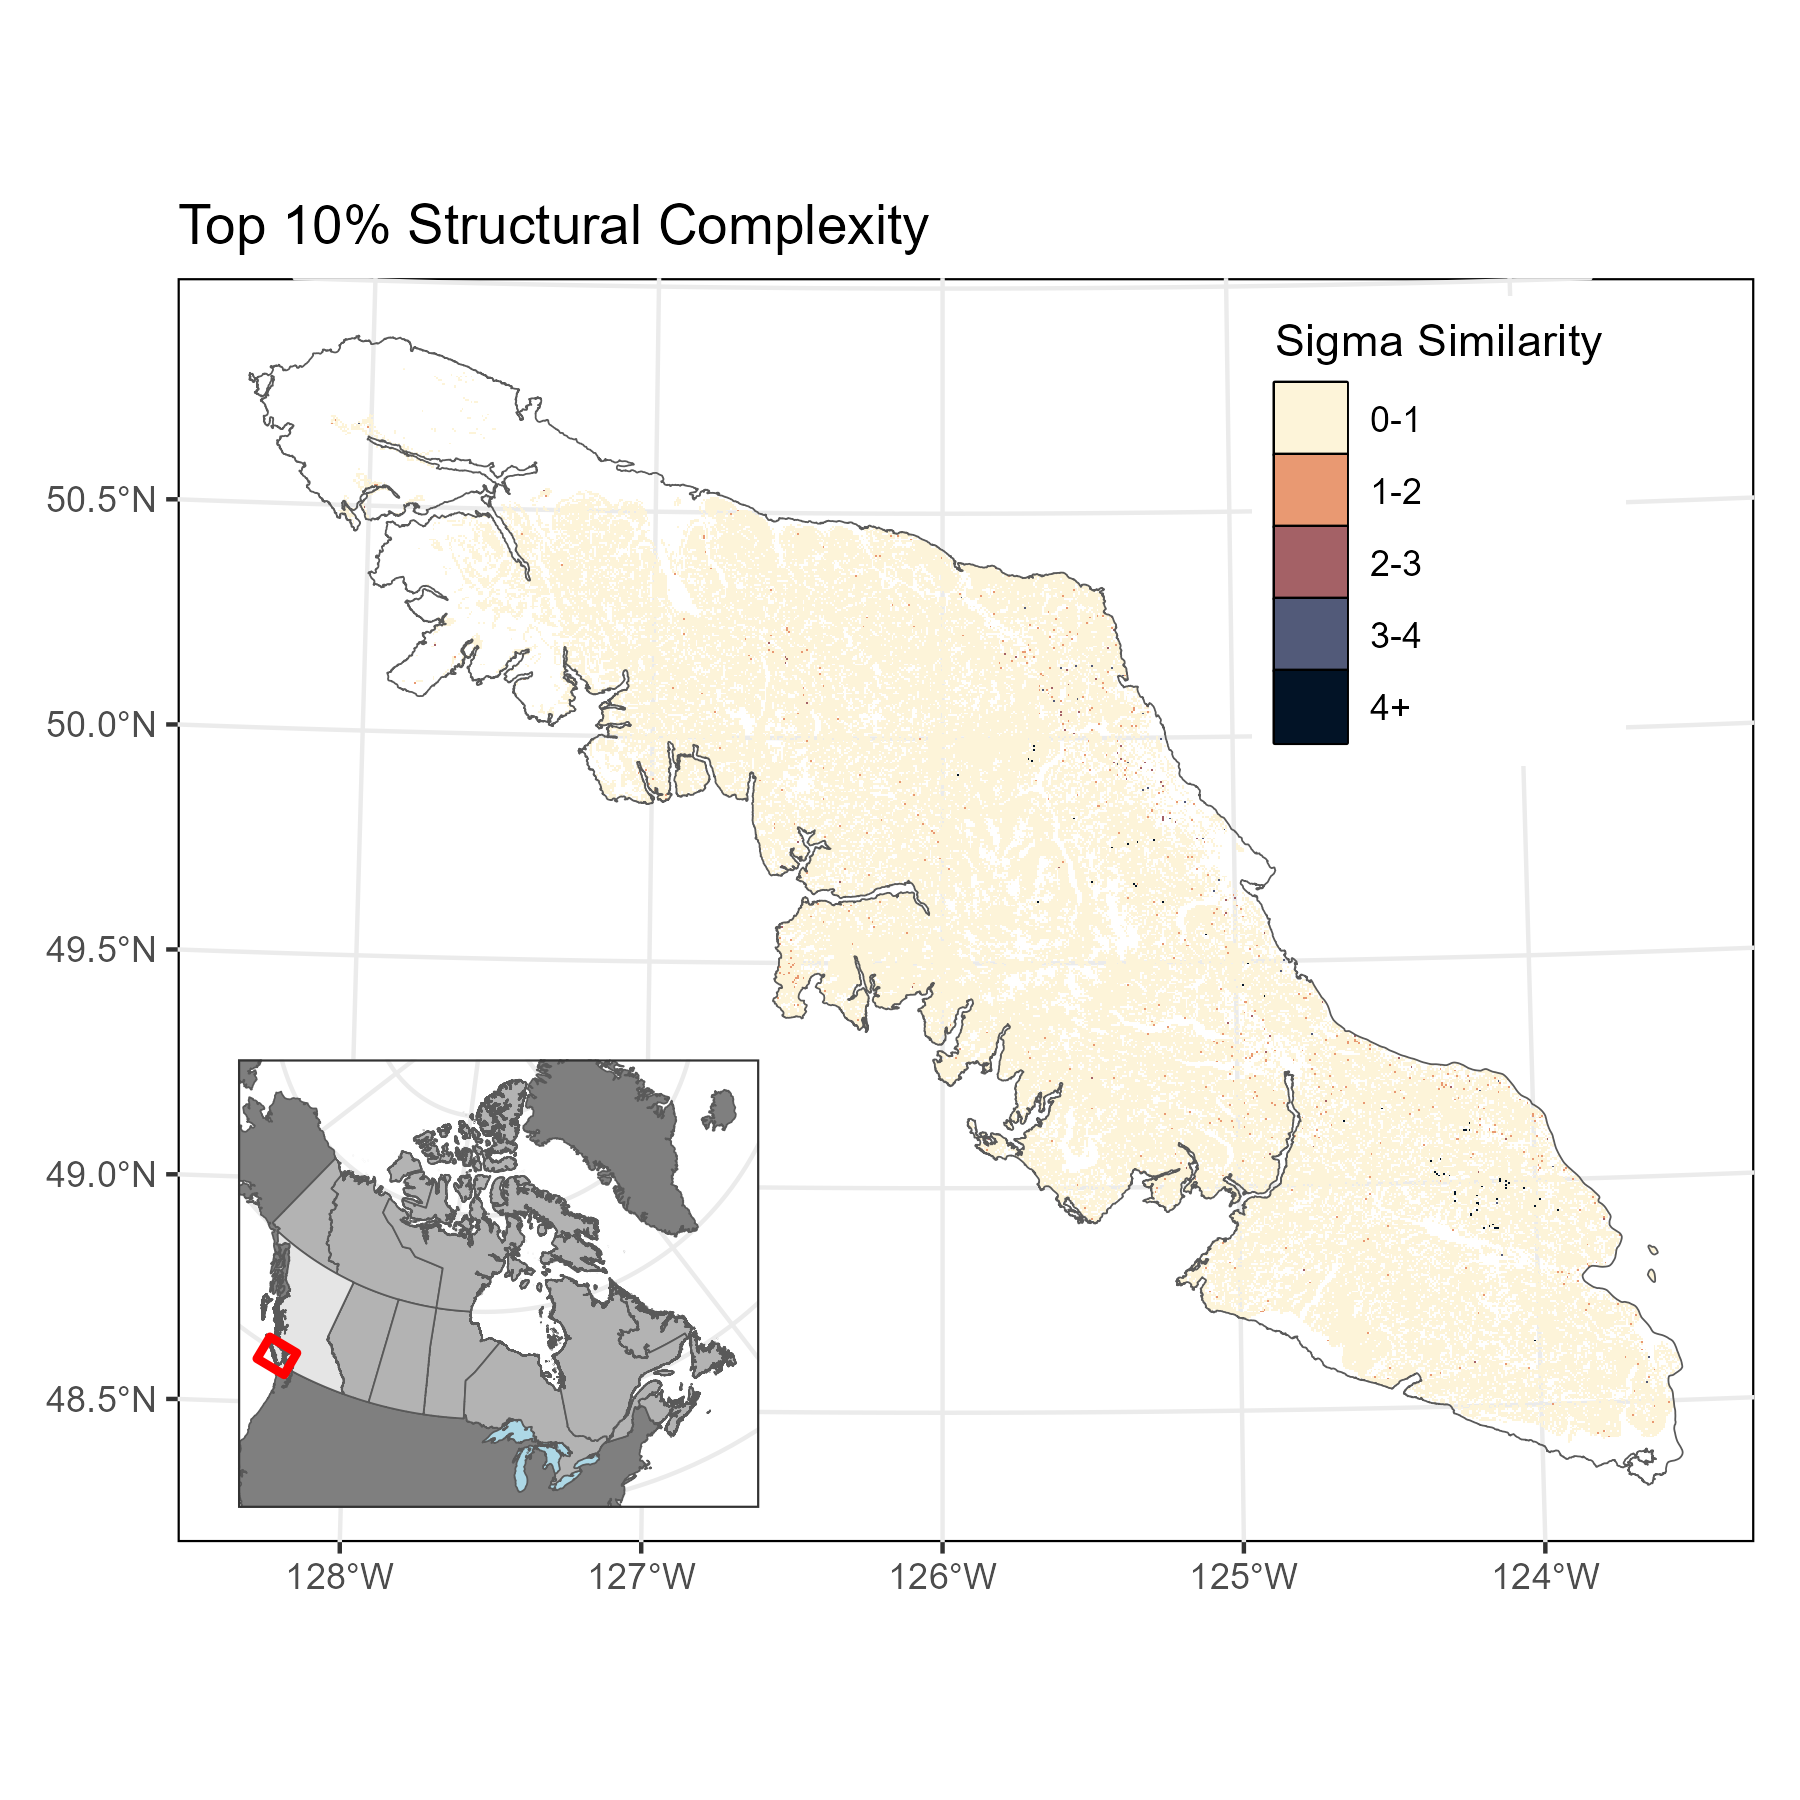 Top 10% Structural Complexity
Sigma Similarity
0-1
1-2
2-3
3-4
4+
50.5°N
50.0°N
49.5°N
49.0°N
48.5°N
128°W
127°W
126°W
125°W
124°W